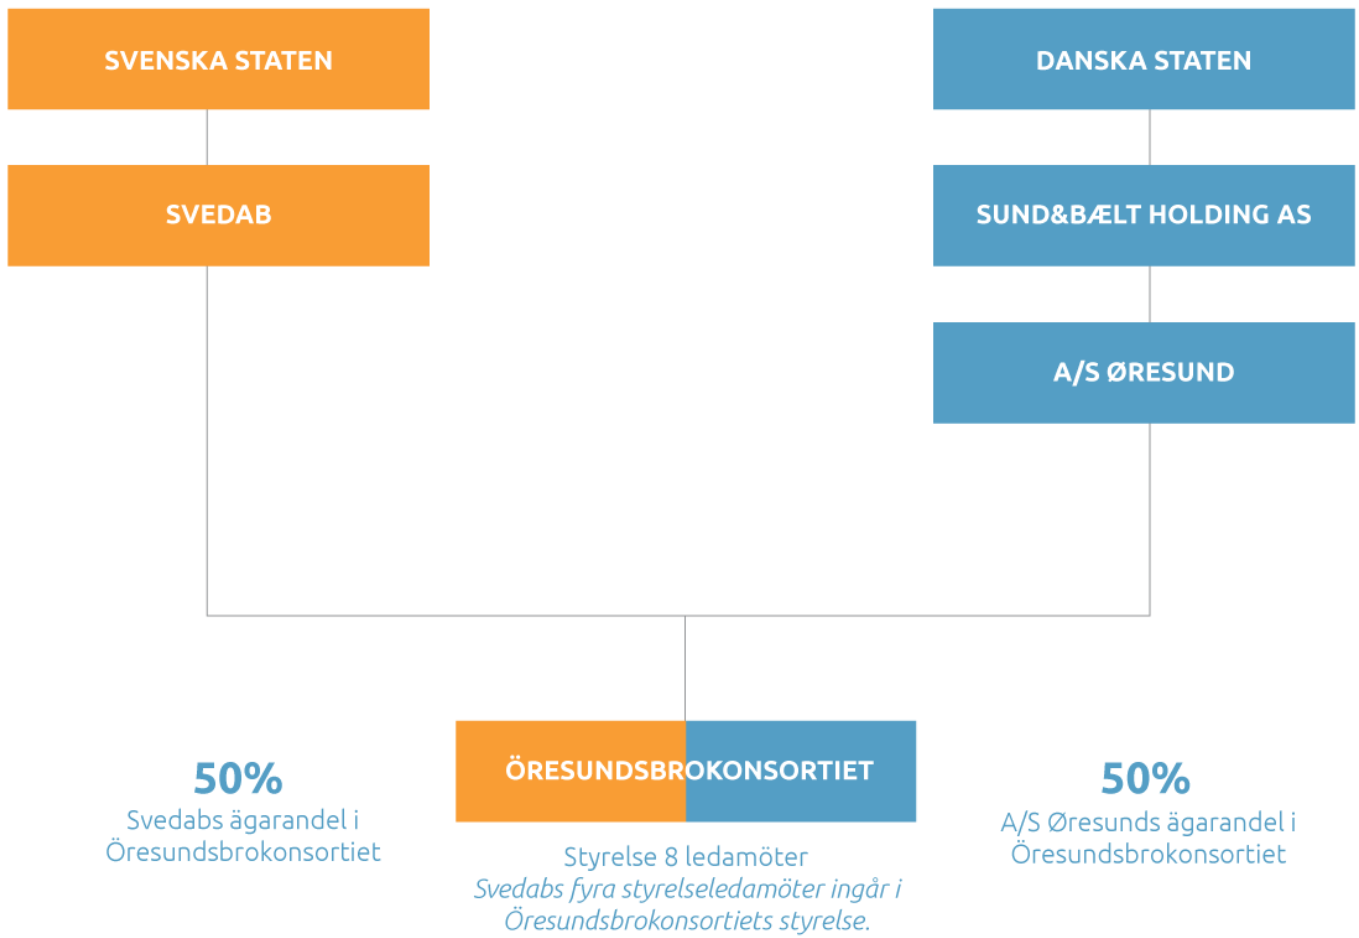 SVENSKA STATEN
DANSKA STATEN
SVEDAB
SUND&BÆLT HOLDING AS
A/S ØRESUND
ÖRESUNDSBROKONSORTIET
50%
Svedabs ägarandel i
Öresundsbrokonsortiet
Styrelse 8 ledamöter
Svedabs fyra styrelseledamöter ingår i
Öresundsbrokonsortiets styrelse.
50%
A/S Øresunds ägarandel i
Öresundsbrokonsortiet